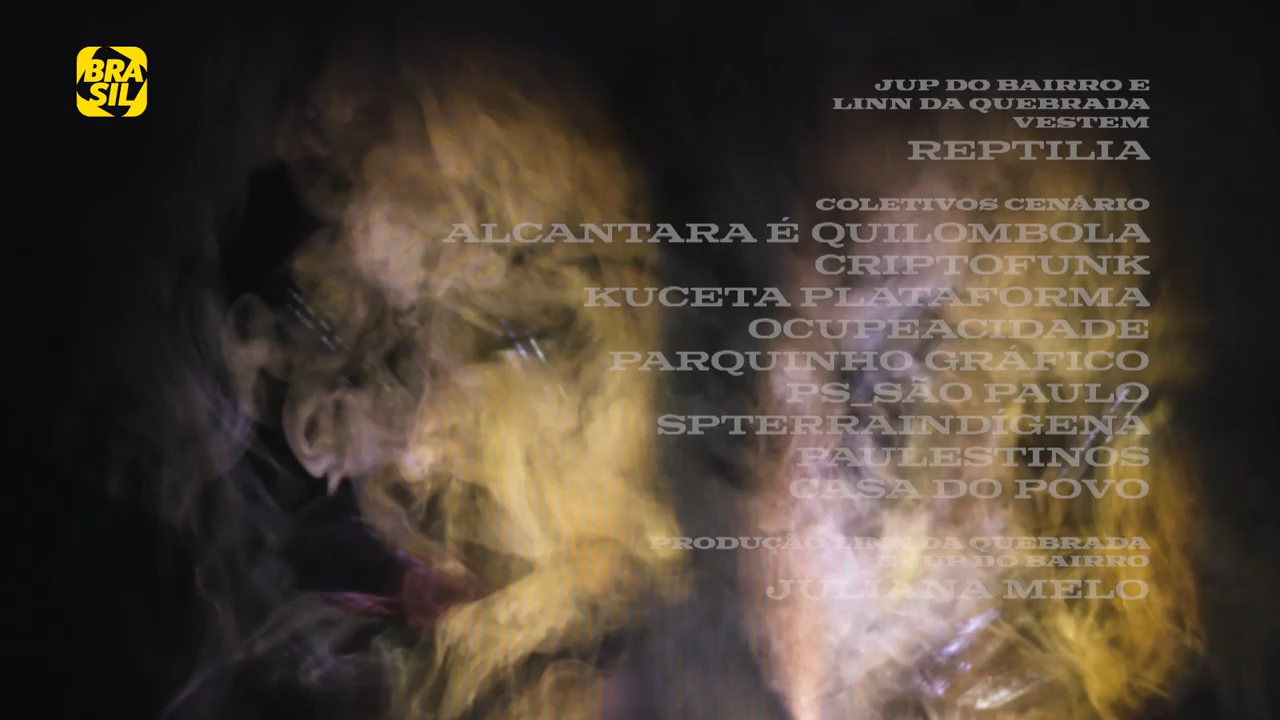 BRA
SIL
JUP DO BAIRRO E
LINN DA QUEBRADA
VESTEM
REPTILIA
COLETIVOS CENÁRIO
ALCANTARA É QUILOMBOLA
CRIPTOFUNK
KUCETA PLATAFORMA
OCUPEACIDADE
PARQUINHO GRÁFICO
PS_SÃO PAULO
SPTERRAINDIGENA
PAULESTINOS
CASA DO POVO
PRODUÇÃO LINN DA QUEBRADA
E JUP DO BAIRRO
JULIANA MELO